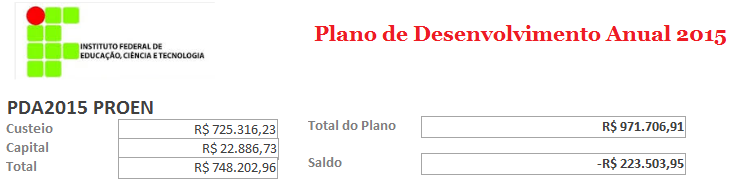 INSTITUTO FEDERAL DE
EDUCAÇÃO, CIÊNCIA E TECNOLOGIA
Plano de Desenvolvimento Anual 2015
PDA2015 PROEN
Custeio R$ 725.316,23
Capital R$ 22.886,73
Total R$ 748.202,96
Total do Plano R$ 971.706,91
Saldo -R$ 223.503,95